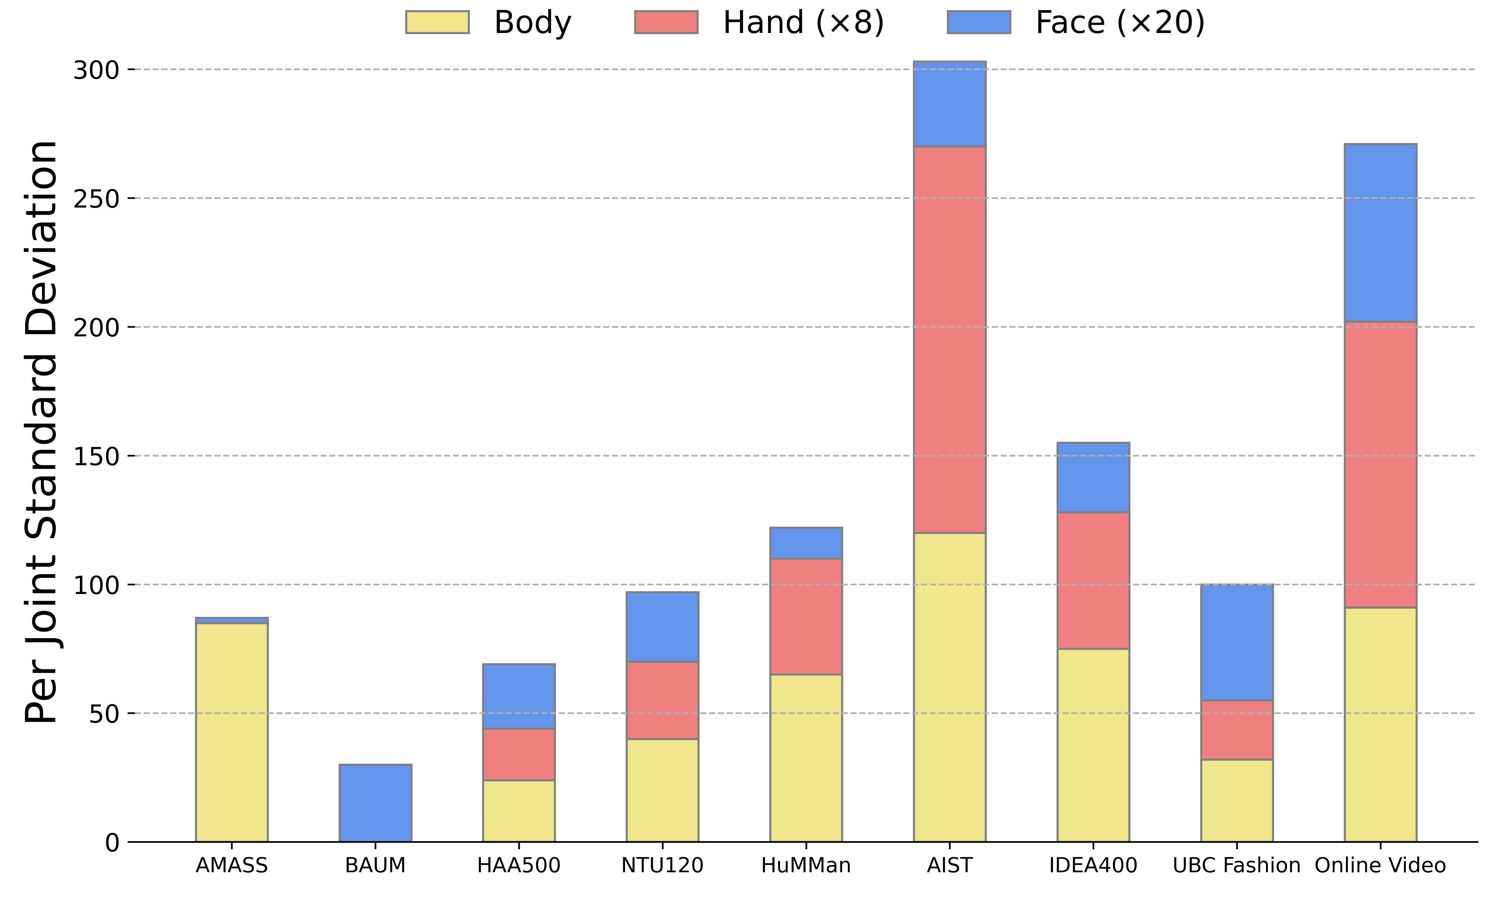 Body Hand (×8) Face (×20)
Per Joint Standard Deviation
300
250
200
150
100
50
0
AMASS BAUM HAA500 NTU120 HuMMan AIST IDEA400 UBC Fashion Online Video